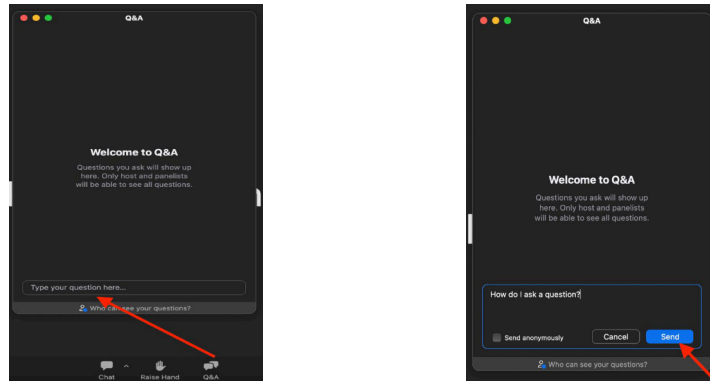 Q&A
Welcome to Q&A
Questions you ask will show up
here. Only host and panelists
will be able to see all questions.
Type your question here...
Who can see your questions?
Chat
Raise Hand
Q&A
Q&A
Welcome to Q&A
Questions you ask will show up
here. Only host and panelists
will be able to see all questions.
How do I ask a question?
Send anonymously
Cancel
Send
Who can see your questions?